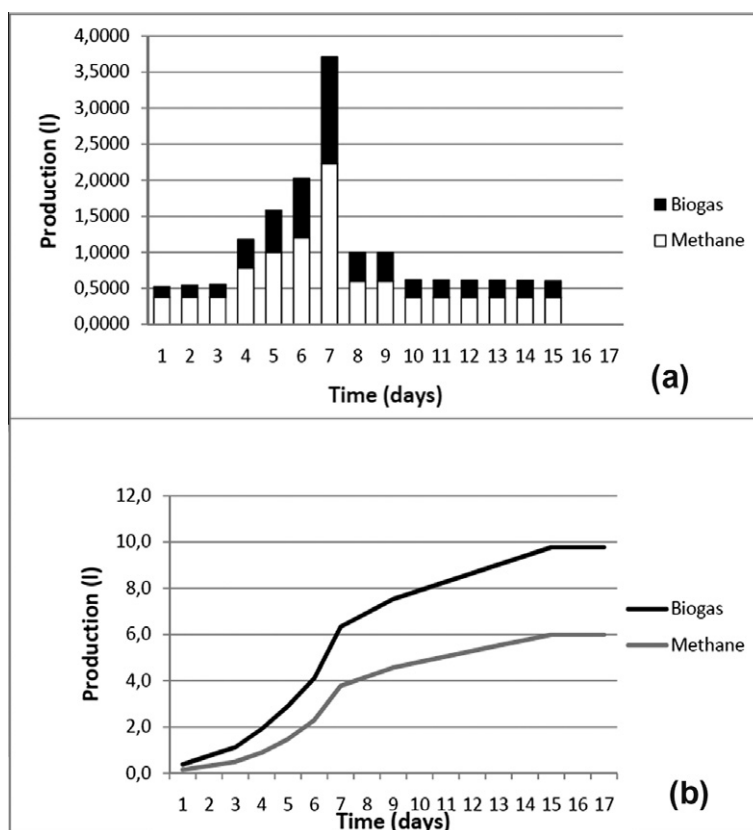 4,0000
3,5000
3,0000
2,5000
2,0000
1,5000
1,0000
0,5000
0,0000
Production (l)
Biogas
Methane
1 2 3 4 5 6 7 8 9 10 11 12 13 14 15 16 17
Time (days)
(a)
12,0
10,0
8,0
6,0
4,0
2,0
0,0
Production (l)
Biogas
Methane
1 2 3 4 5 6 7 8 9 10 11 12 13 14 15 16 17
Time (days)
(b)